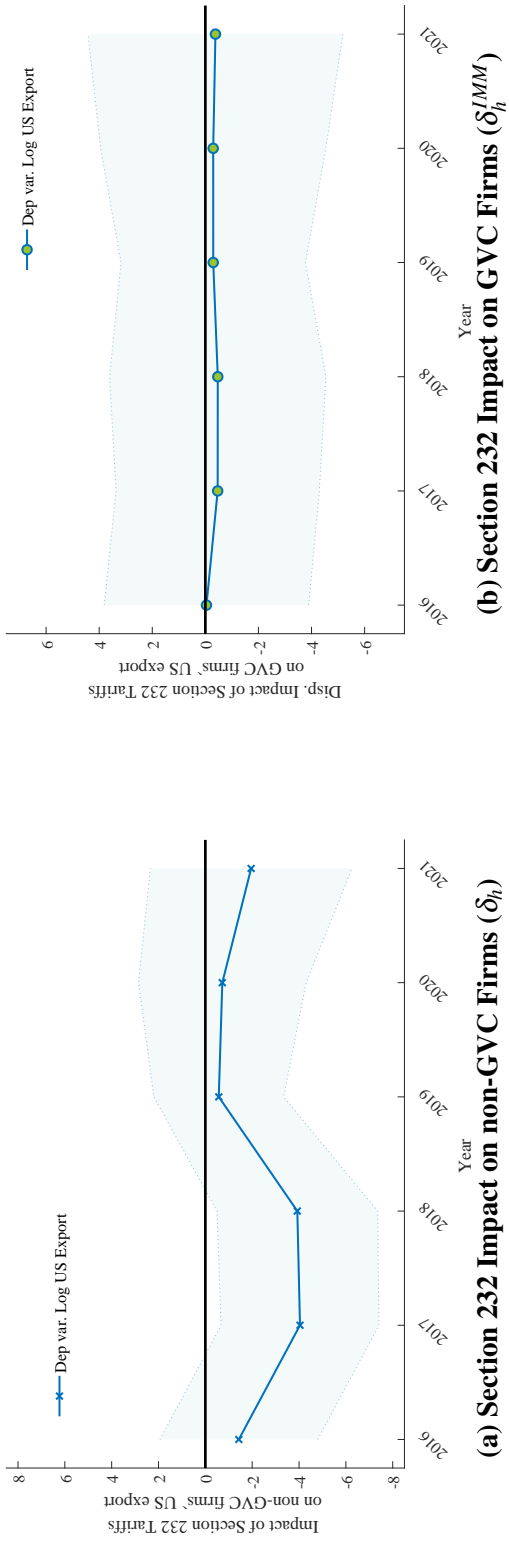 Dep var. Log US Export
8
6
4
2
0
-2
-4
-6
-8
Impact of Section 232 Tariffs
on non-GVC firms` US export
2016
2017
2018
2019
2020
2021
Year
(a) Section 232 Impact on non-GVC Firms (δ_h)
Dep var. Log US Export
6
4
2
0
-2
-4
-6
Disp. Impact of Section 232 Tariffs
on GVC firms` US export
2016
2017
2018
2019
2020
2021
Year
(b) Section 232 Impact on GVC Firms (δ_h^{IMM})